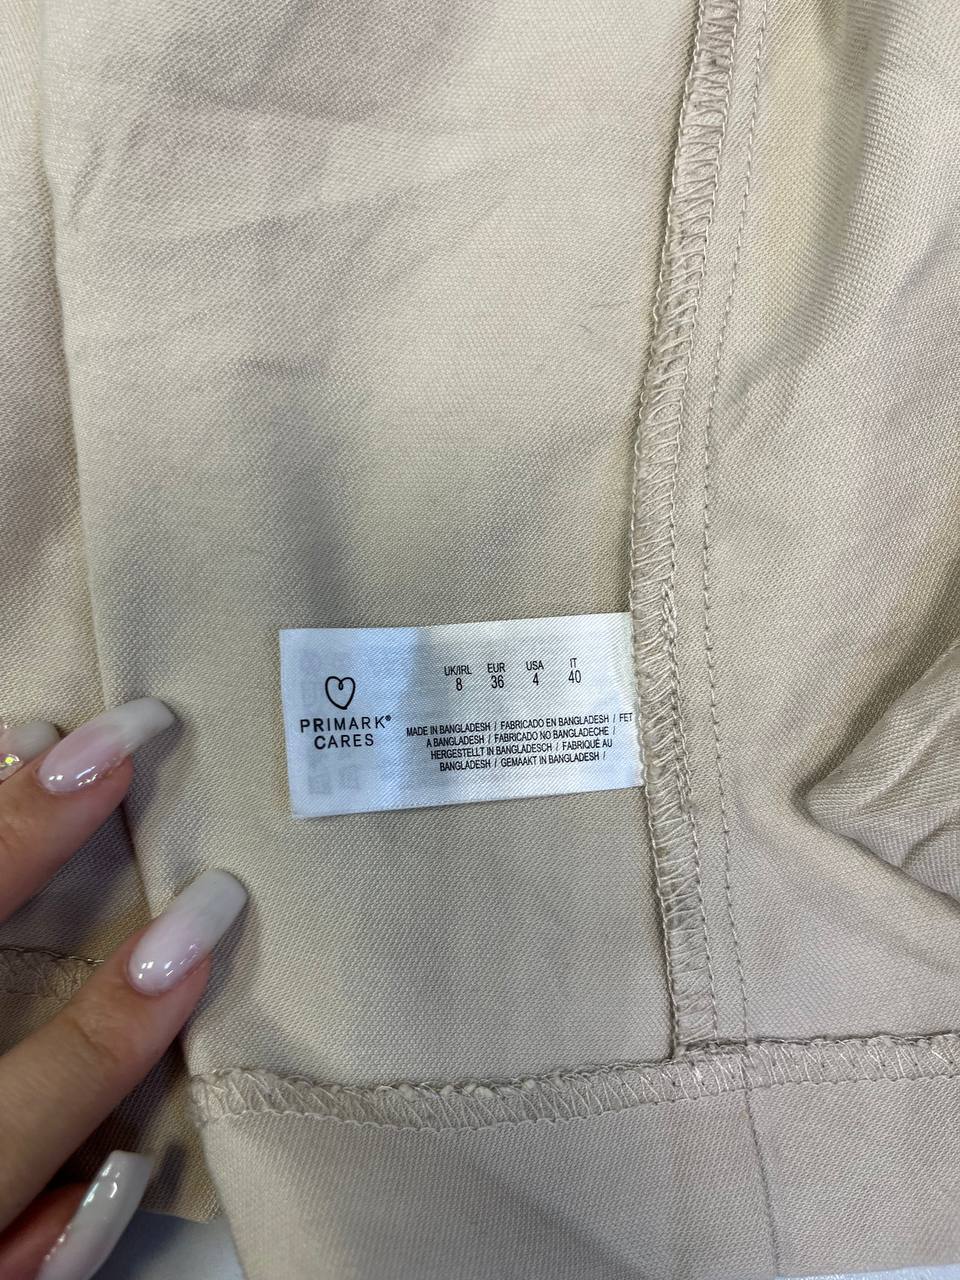 PRIMARK®
CARES
UK/IRL EUR USA IT
8 36 4 40
MADE IN BANGLADESH / FABRICADO EN BANGLADESH / FET
A BANGLADESH / FABRICADO NO BANGLADECHE /
HERGESTELLT IN BANGLADESCH / FABRIQUÉ AU
BANGLADESH / GEMAAKT IN BANGLADESH /